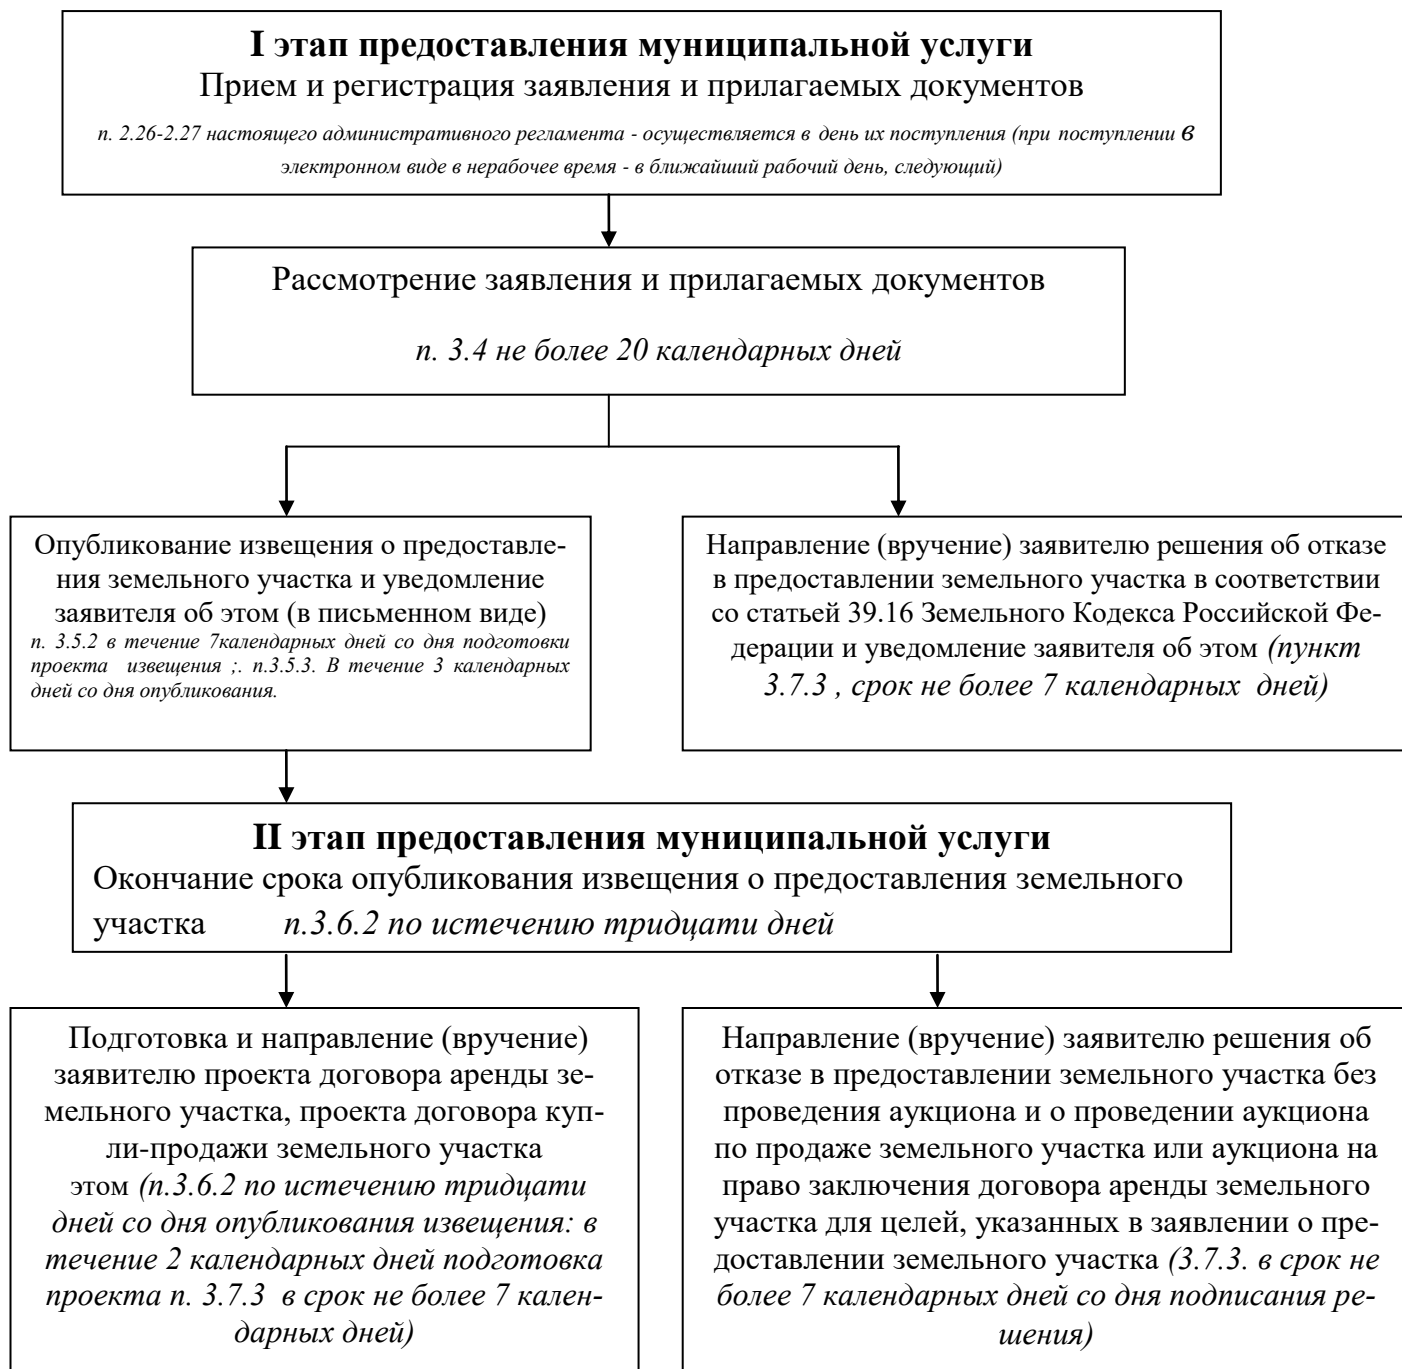 I этап предоставления муниципальной услуги
Прием и регистрация заявления и прилагаемых документов
п. 2.26-2.27 настоящего административного регламента - осуществляется в день их поступления (при поступлении в
электронном виде в нерабочее время - в ближайший рабочий день, следующий)
Рассмотрение заявления и прилагаемых документов
п. 3.4 не более 20 календарных дней
Опубликование извещения о предоставле-
ния земельного участка и уведомление
заявителя об этом (в письменном виде)
п. 3.5.2 в течение 7календарных дней со дня подготовки
проекта извещения ;. п.3.5.3. В течение 3 календарных
дней со дня опубликования.
Направление (вручение) заявителю решения об отказе
в предоставлении земельного участка в соответствии
со статьей 39.16 Земельного Кодекса Российской Фе-
дерации и уведомление заявителя об этом (пункт
3.7.3 , срок не более 7 календарных дней)
II этап предоставления муниципальной услуги
Окончание срока опубликования извещения о предоставления земельного
участка п.3.6.2 по истечению тридцати дней
Подготовка и направление (вручение)
заявителю проекта договора аренды зе-
мельного участка, проекта договора куп-
ли-продажи земельного участка
этом (п.3.6.2 по истечению тридцати
дней со дня опубликования извещения: в
течение 2 календарных дней подготовка
проекта п. 3.7.3 в срок не более 7 кален-
дарных дней)
Направление (вручение) заявителю решения об
отказе в предоставлении земельного участка без
проведения аукциона и о проведении аукциона
по продаже земельного участка или аукциона на
право заключения договора аренды земельного
участка для целей, указанных в заявлении о пре-
доставлении земельного участка (3.7.3. в срок не
более 7 календарных дней со дня подписания ре-
шения)